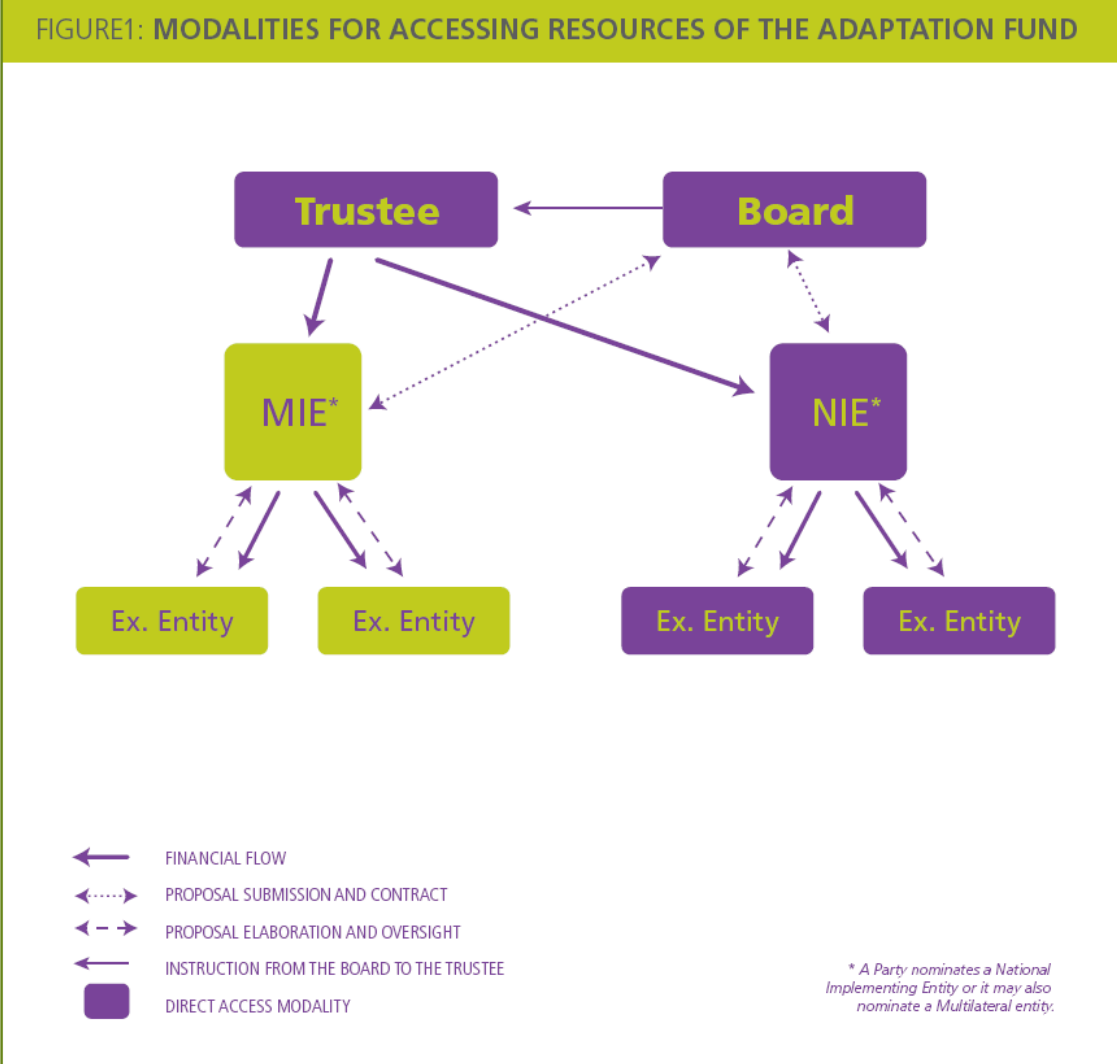 FIGURE1: MODALITIES FOR ACCESSING RESOURCES OF THE ADAPTATION FUND
Trustee
Board
MIE*
NIE*
Ex. Entity
Ex. Entity
Ex. Entity
Ex. Entity
FINANCIAL FLOW
PROPOSAL SUBMISSION AND CONTRACT
PROPOSAL ELABORATION AND OVERSIGHT
INSTRUCTION FROM THE BOARD TO THE TRUSTEE
DIRECT ACCESS MODALITY
* A Party nominates a National
Implementing Entity or it may also
nominate a Multilateral entity.